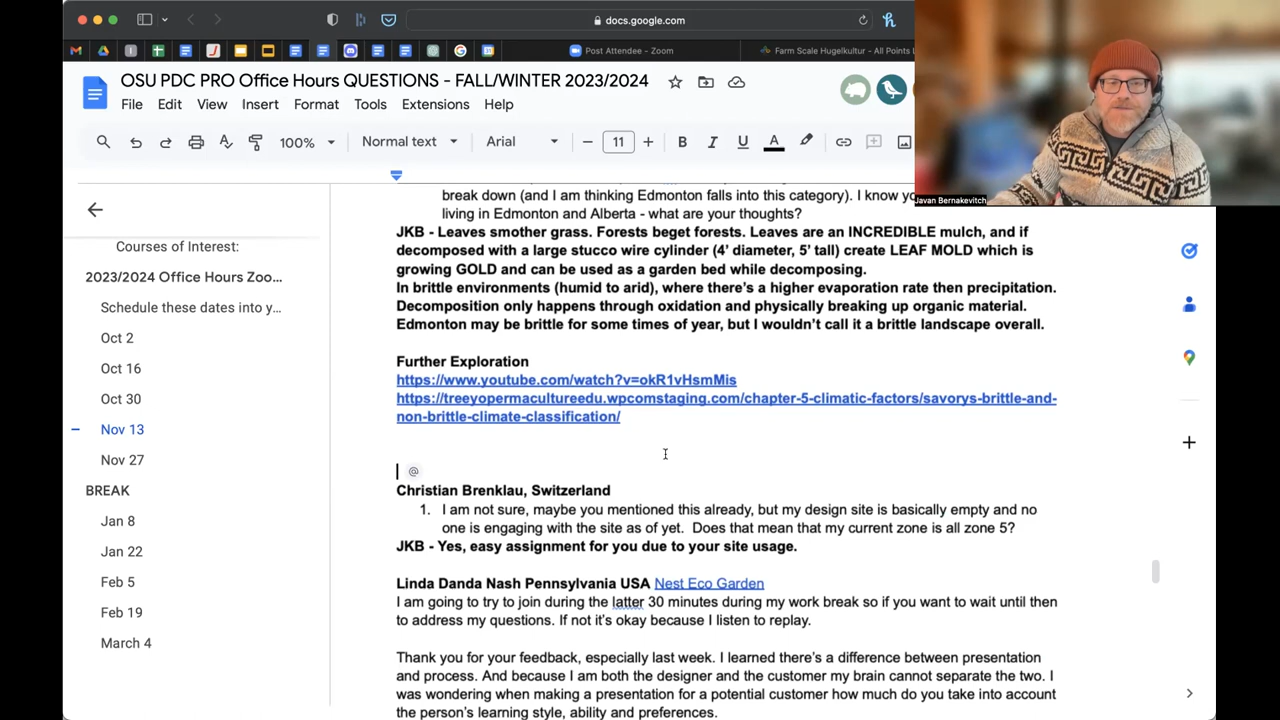 docs.google.com
Post Attendee - Zoom
Farm Scale Hugelkultur - All Points
OSU PDC PRO Office Hours QUESTIONS - FALL/WINTER 2023/2024
File Edit View Insert Format Tools Extensions Help
100% Normal text Arial 11 B I U A
Javan Bernakevitch
Courses of Interest:
2023/2024 Office Hours Zoo...
Schedule these dates into y...
Oct 2
Oct 16
Oct 30
Nov 13
Nov 27
BREAK
Jan 8
Jan 22
Feb 5
Feb 19
March 4
break down (and I am thinking Edmonton falls into this category). I know
living in Edmonton and Alberta - what are your thoughts?
JKB - Leaves smother grass. Forests beget forests. Leaves are an INCREDIBLE mulch, and if
decomposed with a large stucco wire cylinder (4' diameter, 5' tall) create LEAF MOLD which is
growing GOLD and can be used as a garden bed while decomposing.
In brittle environments (humid to arid), where there's a higher evaporation rate then precipitation.
Decomposition only happens through oxidation and physically breaking up organic material.
Edmonton may be brittle for some times of year, but I wouldn't call it a brittle landscape overall.
Further Exploration
https://www.youtube.com/watch?v=okR1vHsmMis
https://treeyopermacultureedu.wpcomstaging.com/chapter-5-climatic-factors/savorys-brittle-and-
non-brittle-climate-classification/
@
Christian Brenklau, Switzerland
1. I am not sure, maybe you mentioned this already, but my design site is basically empty and no
one is engaging with the site as of yet. Does that mean that my current zone is all zone 5?
JKB - Yes, easy assignment for you due to your site usage.
Linda Danda Nash Pennsylvania USA Nest Eco Garden
I am going to try to join during the latter 30 minutes during my work break so if you want to wait until then
to address my questions. If not it's okay because I listen to replay.
Thank you for your feedback, especially last week. I learned there's a difference between presentation
and process. And because I am both the designer and the customer my brain cannot separate the two. I
was wondering when making a presentation for a potential customer how much do you take into account
the person's learning style, ability and preferences.